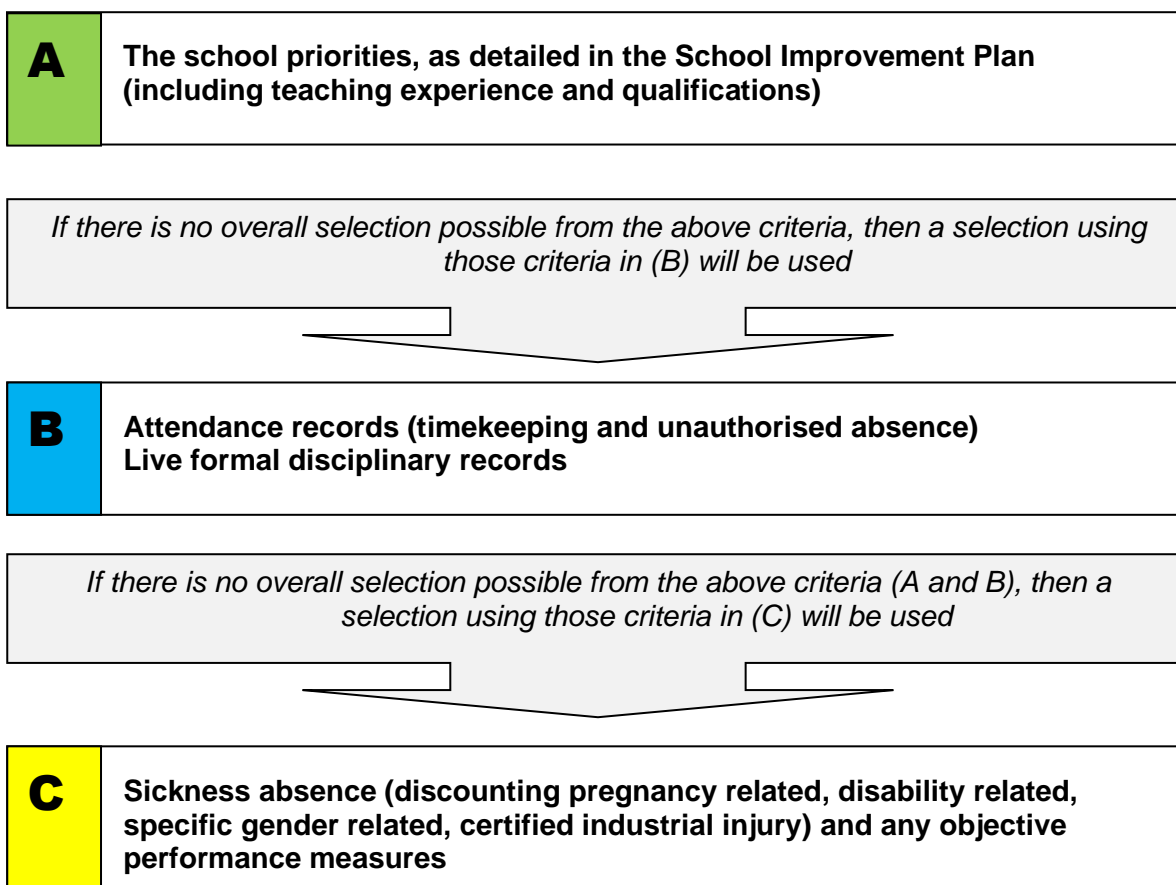 A
The school priorities, as detailed in the School Improvement Plan
(including teaching experience and qualifications)
If there is no overall selection possible from the above criteria, then a selection using
those criteria in (B) will be used
B
Attendance records (timekeeping and unauthorised absence)
Live formal disciplinary records
If there is no overall selection possible from the above criteria (A and B), then a
selection using those criteria in (C) will be used
C
Sickness absence (discounting pregnancy related, disability related,
specific gender related, certified industrial injury) and any objective
performance measures